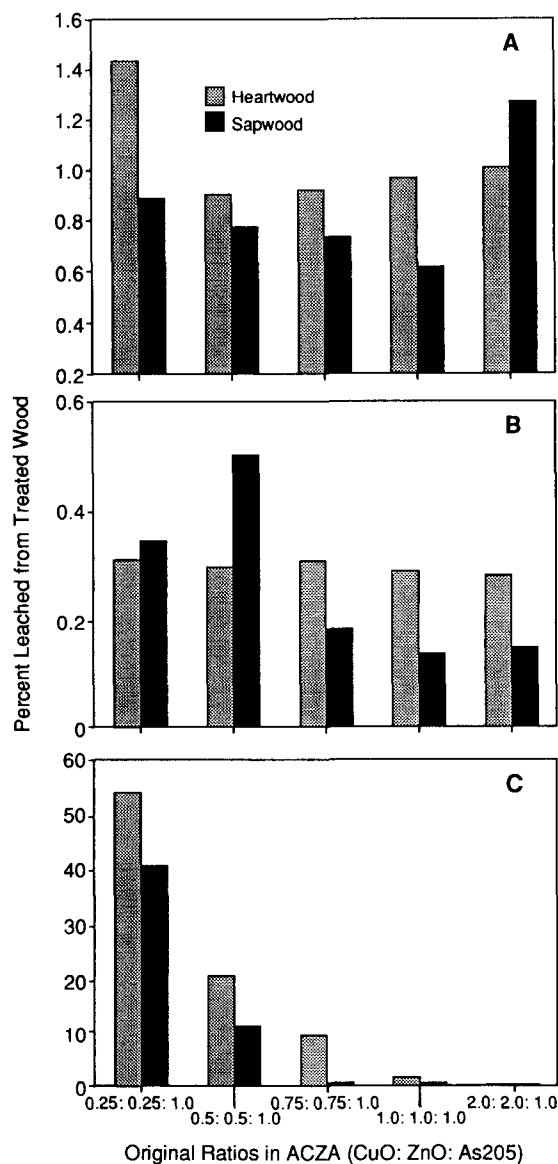 Percent Leached from Treated Wood
A
1.6
1.4
1.2
1.0
0.8
0.6
0.4
0.2
Heartwood
Sapwood
B
0.6
0.4
0.2
0
C
60
50
40
30
20
10
0
0.25: 0.25: 1.0
0.5: 0.5: 1.0
0.75: 0.75: 1.0
1.0: 1.0: 1.0
2.0: 2.0: 1.0
Original Ratios in ACZA (CuO: ZnO: As205)